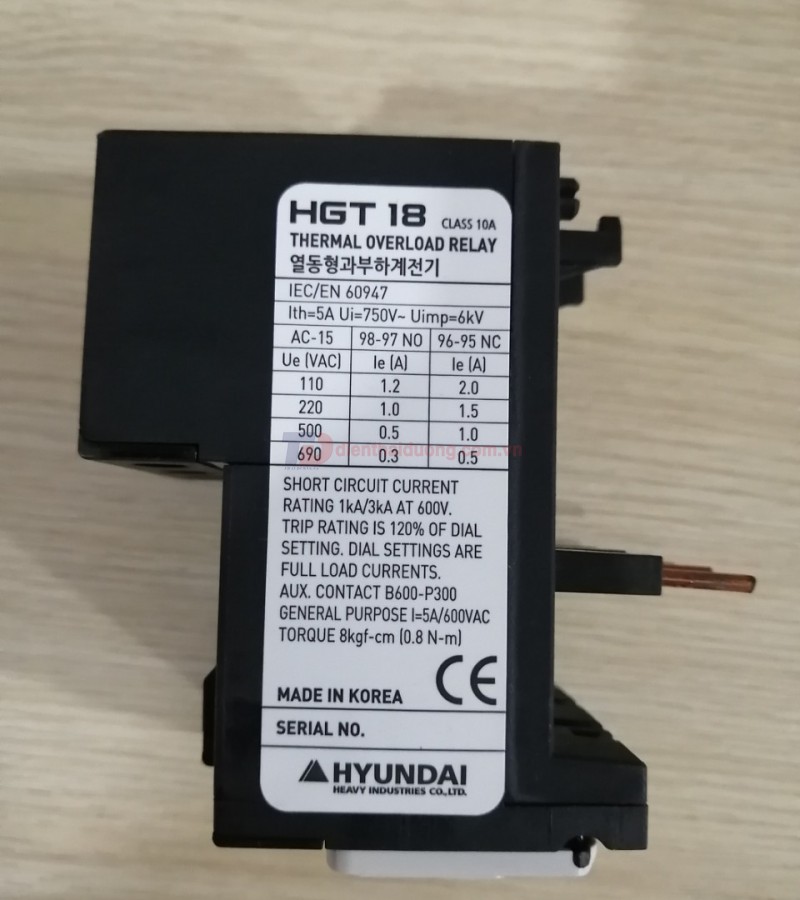 HGT 18 CLASS 10A
THERMAL OVERLOAD RELAY
열동형과부하계전기
IEC/EN 60947
Ith=5A Ui=750V~ Uimp=6kV
AC-15 98-97 NO 96-95 NC
Ue (VAC) Ie (A) Ie (A)
110 1.2 2.0
220 1.0 1.5
500 0.5 1.0
dienthaiduong.com.vn
690 0.3 0.5
SHORT CIRCUIT CURRENT
RATING 1kA/3kA AT 600V.
TRIP RATING IS 120% OF DIAL
SETTING. DIAL SETTINGS ARE
FULL LOAD CURRENTS.
AUX. CONTACT B600-P300
GENERAL PURPOSE I=5A/600VAC
TORQUE 8kgf-cm (0.8 N-m)
CE
MADE IN KOREA
SERIAL NO.
HYUNDAI
HEAVY INDUSTRIES CO.,LTD.